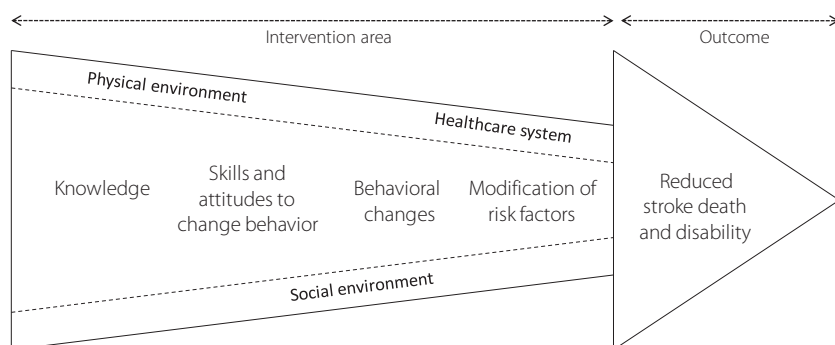 Intervention area
Outcome
Physical environment
Healthcare system
Knowledge
Skills and
attitudes to
change behavior
Behavioral
changes
Modification of
risk factors
Reduced
stroke death
and disability
Social environment